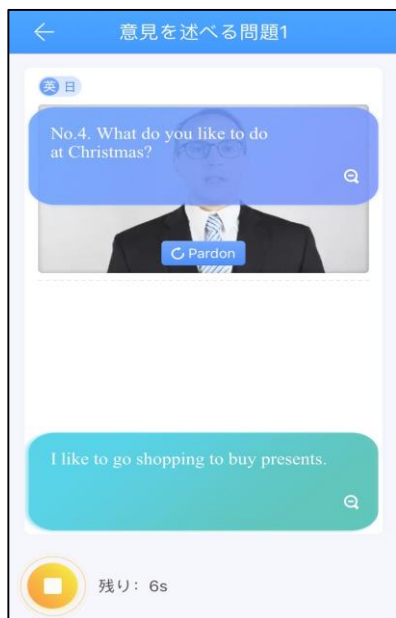 意見を述べる問題1
英 日
No.4. What do you like to do
at Christmas?
Pardon
I like to go shopping to buy presents.
残り: 6s